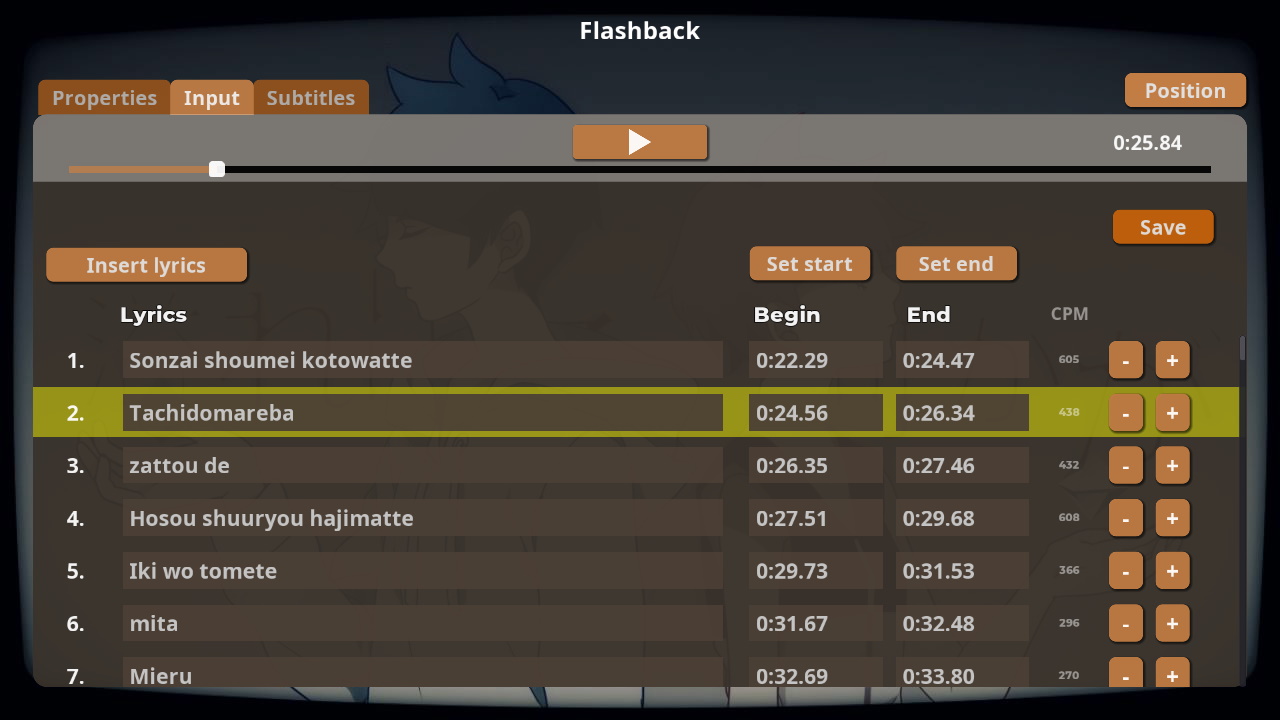 Flashback
Properties Input Subtitles Position
0:25.84
Save
Insert lyrics Set start Set end
Lyrics Begin End CPM
1. Sonzai shoumei kotowatte 0:22.29 0:24.47 605 - +
2. Tachidomareba 0:24.56 0:26.34 438 - +
3. zattou de 0:26.35 0:27.46 432 - +
4. Hosou shuuryou hajimatte 0:27.51 0:29.68 608 - +
5. Iki wo tomete 0:29.73 0:31.53 366 - +
6. mita 0:31.67 0:32.48 296 - +
7. Mieru 0:32.69 0:33.80 270 - +